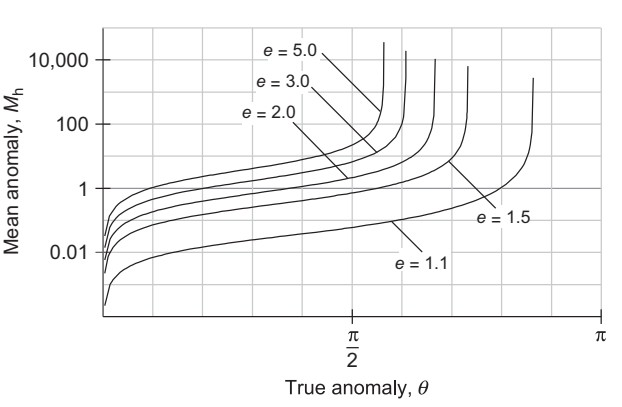 e = 5.0
10,000
e = 3.0
e = 2.0
100
Mean anomaly, Mh
1
e = 1.5
0.01
e = 1.1
π
2
π
True anomaly, θ